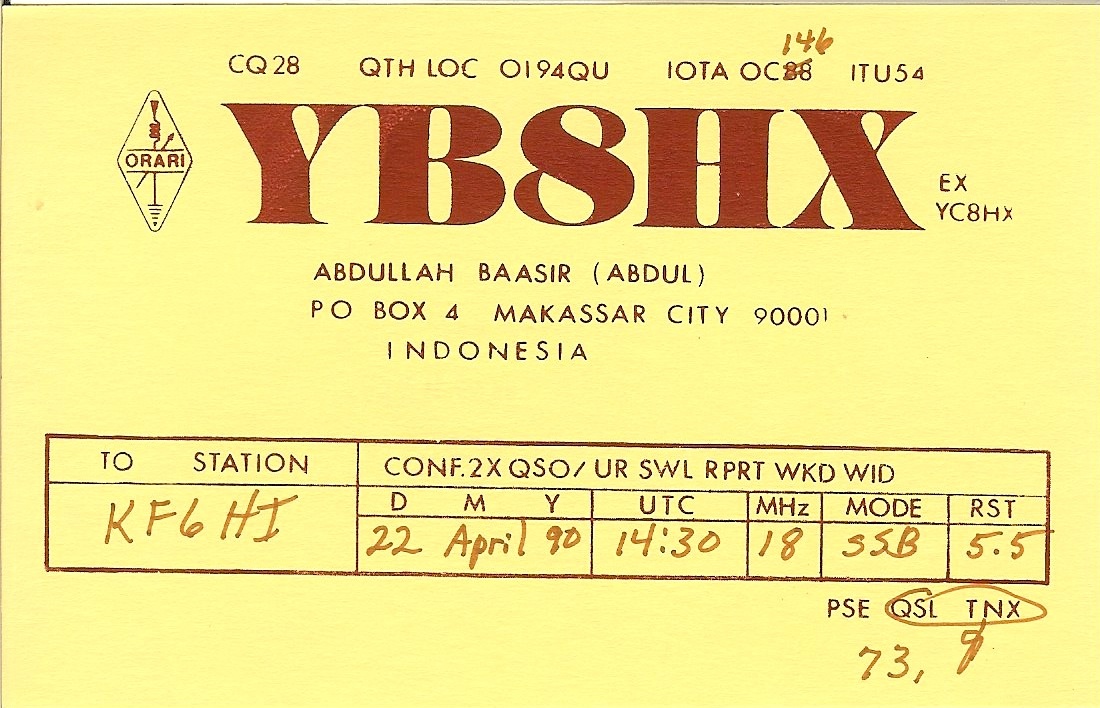 146
CQ28 QTH LOC OI94QU IOTA OC88 ITU54
ORARI
YB8HX
EX
YC8HX
ABDULLAH BAASIR (ABDUL)
PO BOX 4 MAKASSAR CITY 90001
INDONESIA
TO STATION
CONF. 2X QSO/ UR SWL RPRT WKD WID
D M Y UTC MHz MODE RST
KF6HI
22 April 90 14:30 18 SSB 5.5
PSE QSL TNX
73,